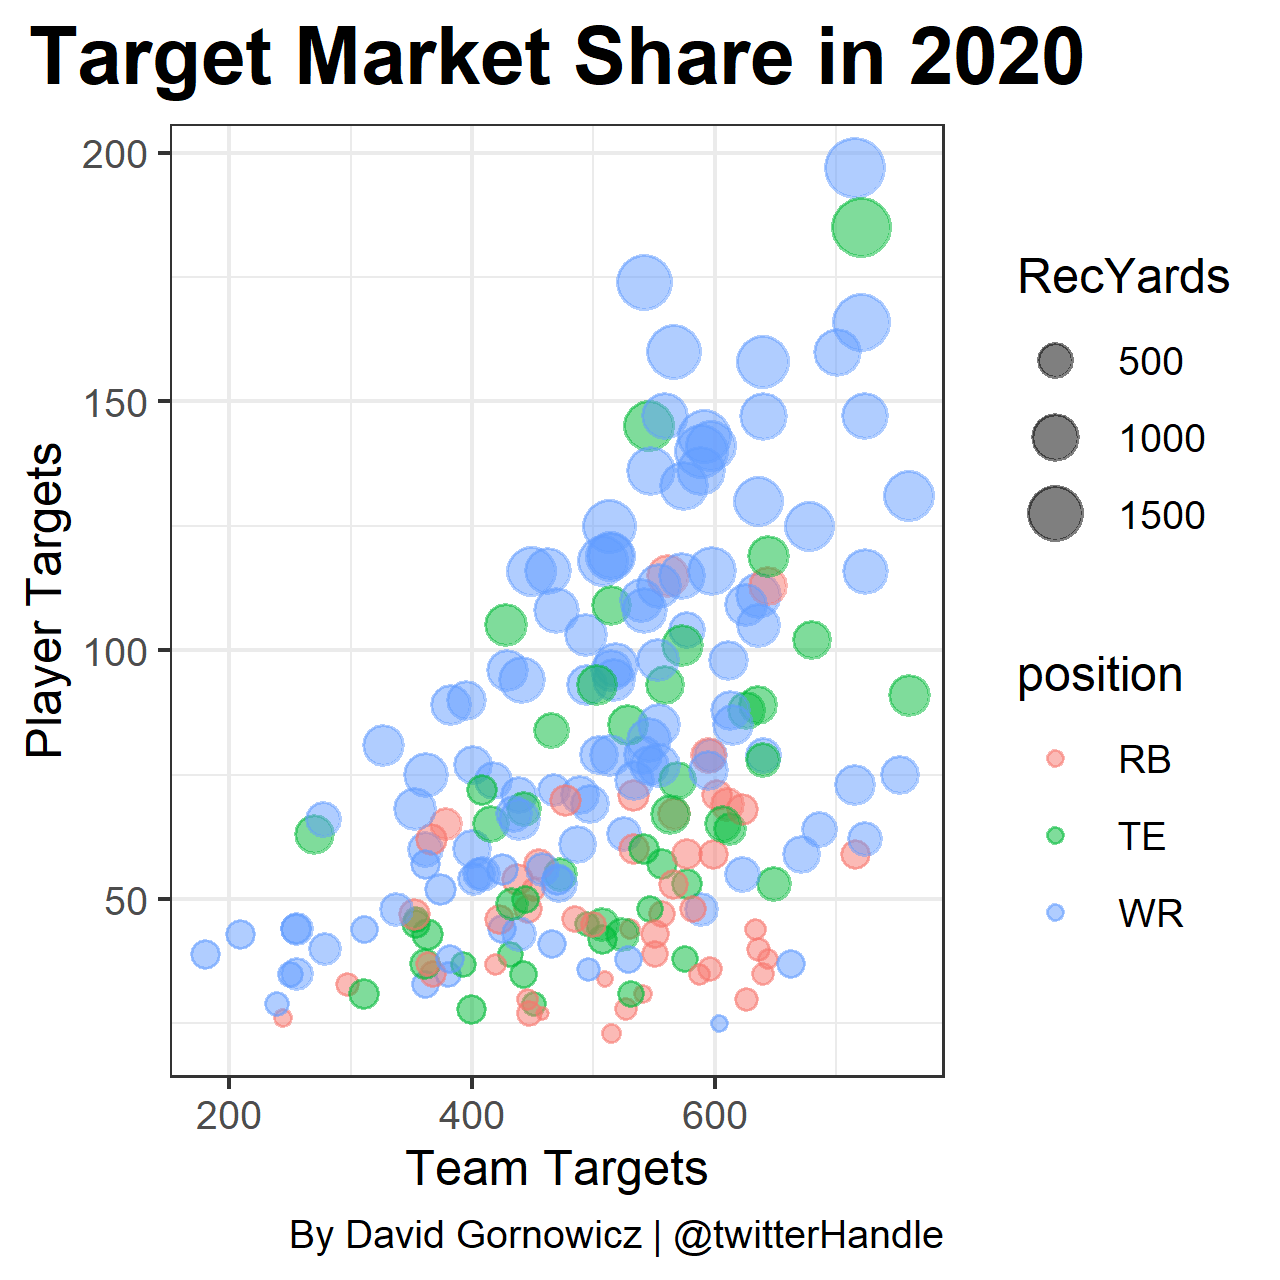 Target Market Share in 2020
200
150
100
50
Player Targets
200 400 600
Team Targets
By David Gornowicz | @twitterHandle
RecYards
500
1000
1500
position
RB
TE
WR